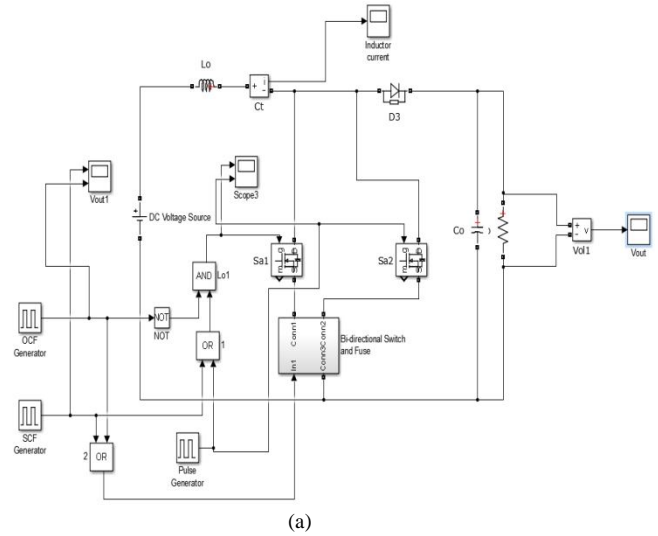 Inductor
current
Lo
+ i
-
Ct
D3
Vout1
Scope3
+
DC Voltage Source
Sa1
Sa2
Co
+
-
v
Vol1
Vout
AND
Lo1
NOT
NOT
OCF
Generator
OR
1
Conn1
Conn2
In1
Conn3
Bi-directional Switch
and Fuse
SCF
Generator
2
OR
Pulse
Generator
(a)